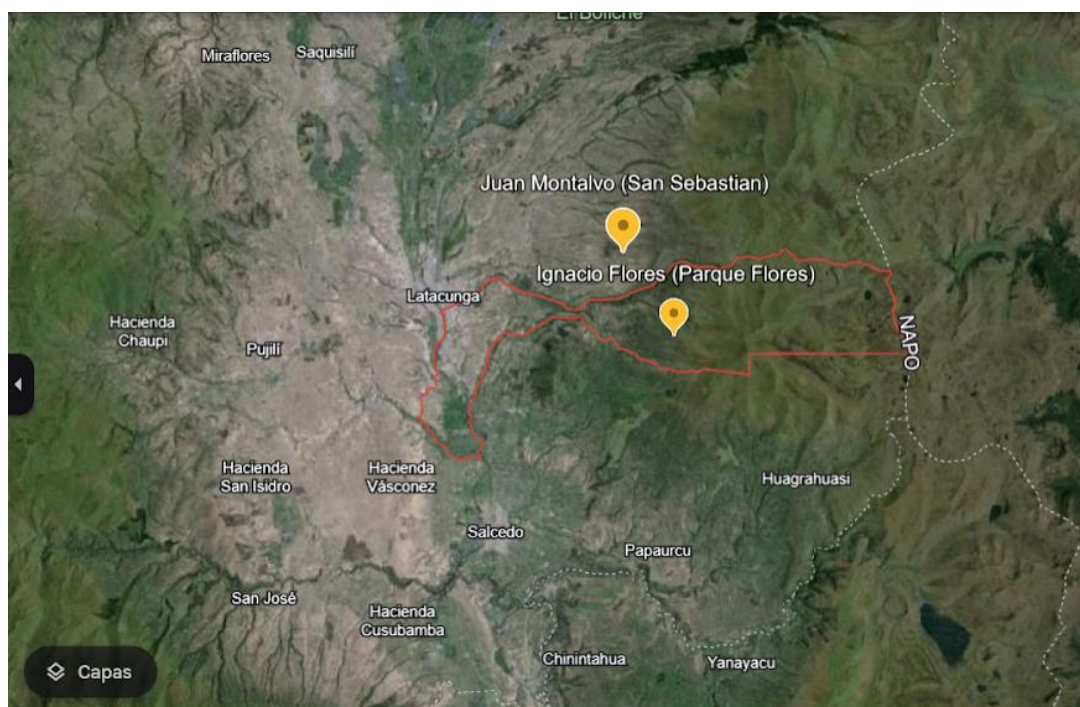 El Boliche
Miraflores
Saquisilí
Juan Montalvo (San Sebastian)
Ignacio Flores (Parque Flores)
Latacunga
Hacienda
Chaupi
Pujilí
NAPO
Hacienda
San Isidro
Hacienda
Vásconez
Huagrahuasi
Salcedo
Papaurcu
San José
Hacienda
Cusubamba
Chinintahua
Yanayacu
Capas